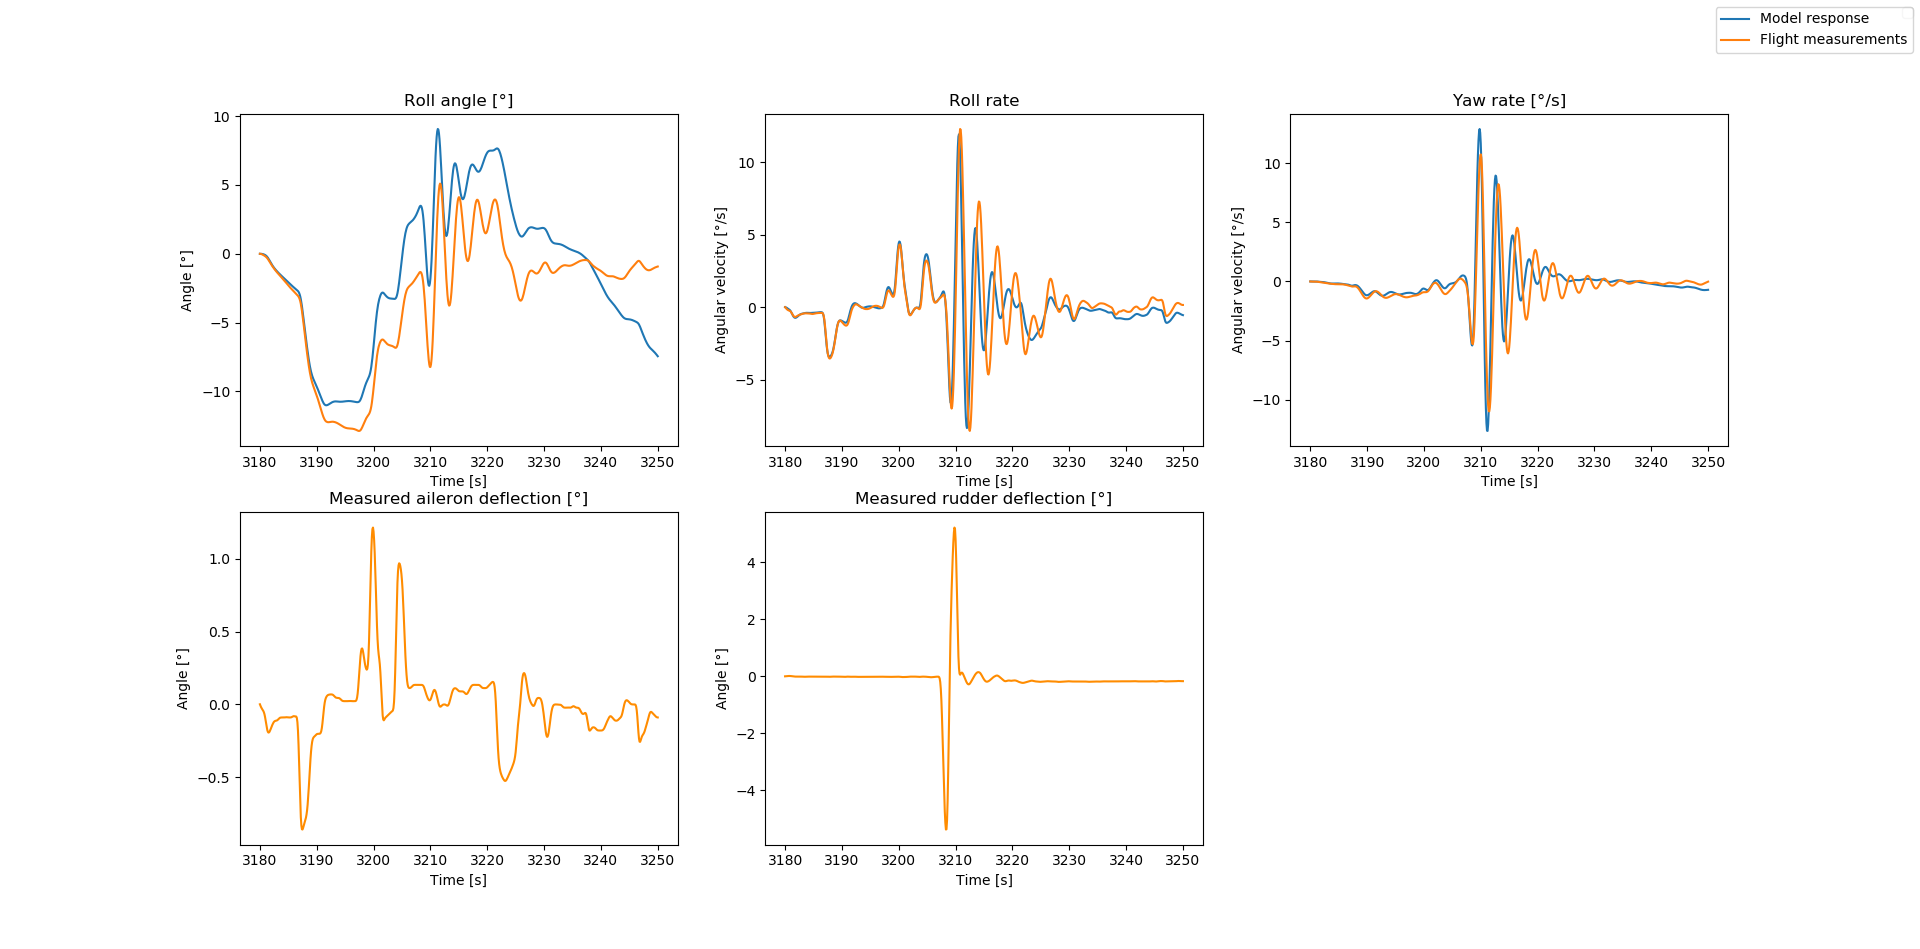 Model response
Flight measurements
Roll angle [°]
Roll rate
Yaw rate [°/s]
Angle [°]
10
5
0
−5
−10
3180 3190 3200 3210 3220 3230 3240 3250
Time [s]
Angular velocity [°/s]
10
5
0
−5
3180 3190 3200 3210 3220 3230 3240 3250
Time [s]
Angular velocity [°/s]
10
5
0
−5
−10
3180 3190 3200 3210 3220 3230 3240 3250
Time [s]
Measured aileron deflection [°]
Angle [°]
1.0
0.5
0.0
−0.5
3180 3190 3200 3210 3220 3230 3240 3250
Time [s]
Measured rudder deflection [°]
Angle [°]
4
2
0
−2
−4
3180 3190 3200 3210 3220 3230 3240 3250
Time [s]